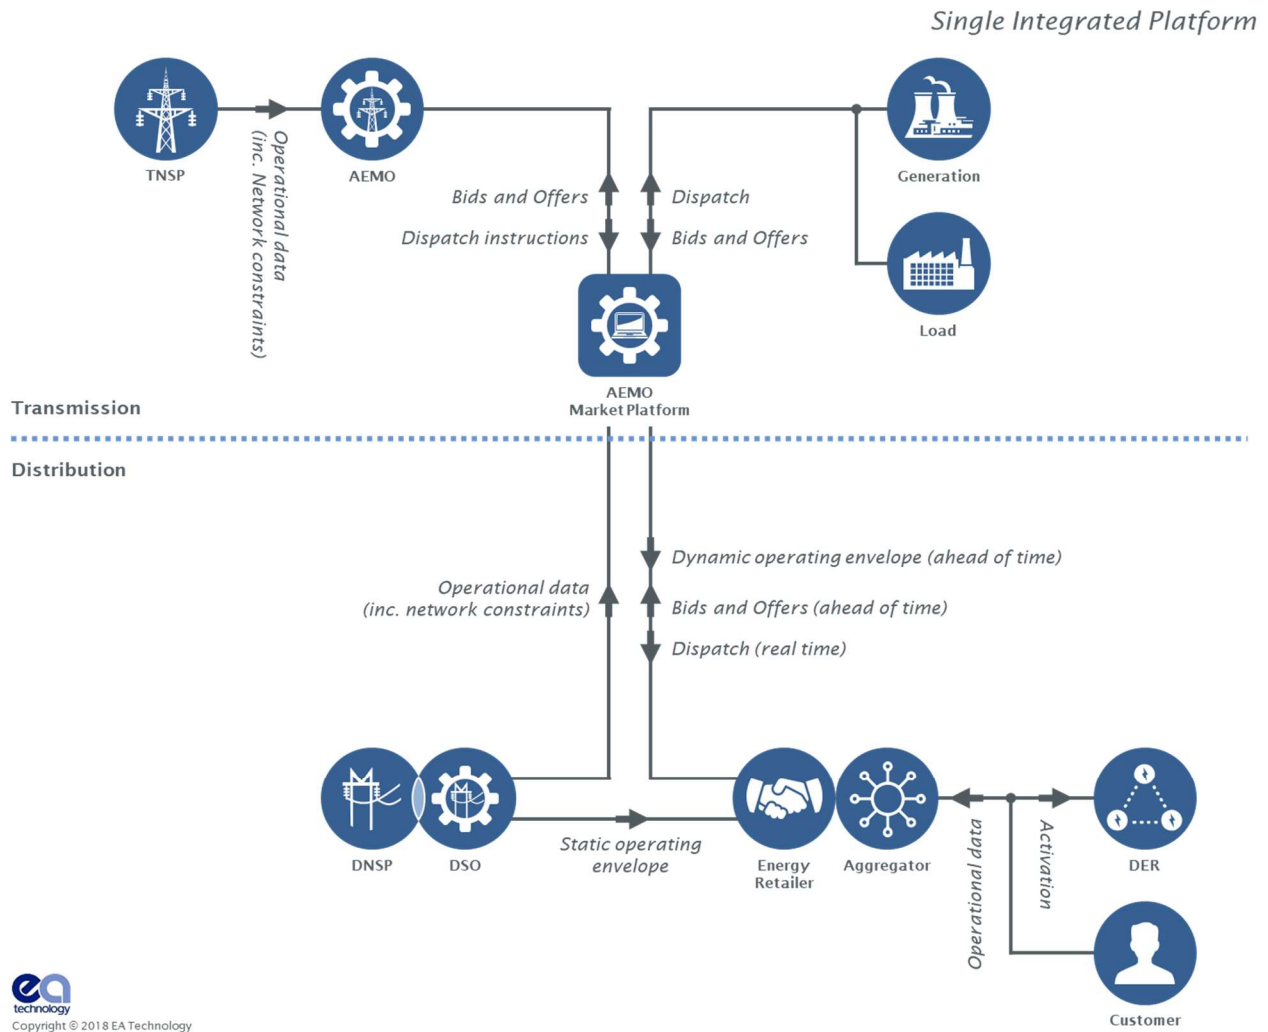 Single Integrated Platform
TNSP
AEMO
Operational data
(inc. Network constraints)
Bids and Offers
Dispatch instructions
Dispatch
Bids and Offers
Generation
Load
AEMO
Market Platform
Transmission
Distribution
Dynamic operating envelope (ahead of time)
Operational data
(inc. network constraints)
Bids and Offers (ahead of time)
Dispatch (real time)
DNSP
DSO
Static operating
envelope
Energy
Retailer
Aggregator
Operational data
Activation
DER
Customer
ea
technology
Copyright © 2018 EA Technology